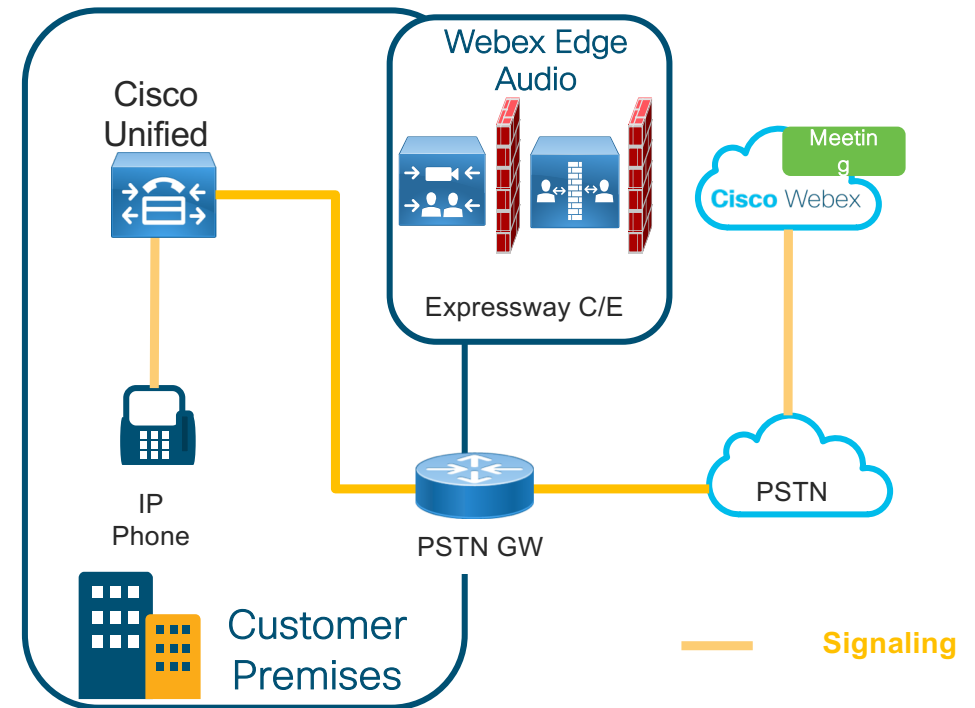 Webex Edge
Audio
Cisco
Unified
Meetin
g
Cisco Webex
Expressway C/E
IP
Phone
PSTN GW
PSTN
Customer
Premises
Signaling